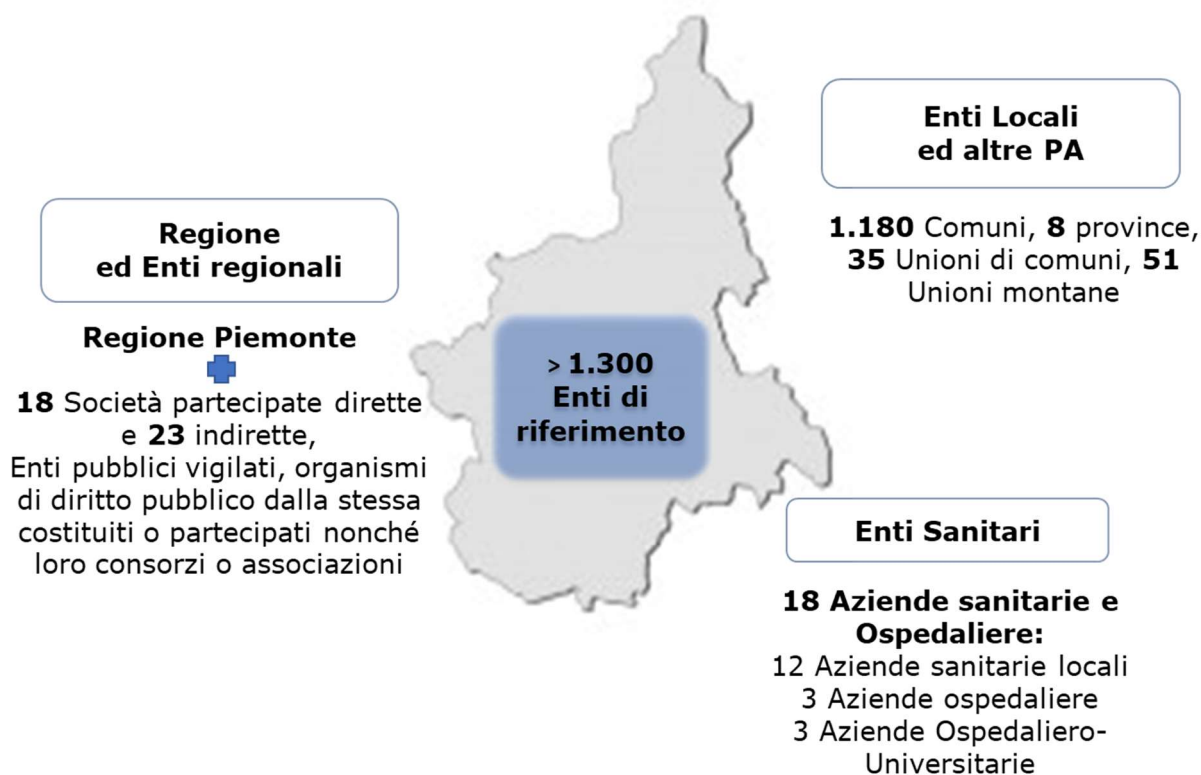 Regione
ed Enti regionali
Regione Piemonte
18 Società partecipate dirette
e 23 indirette,
Enti pubblici vigilati, organismi
di diritto pubblico dalla stessa
costituiti o partecipati nonché
loro consorzi o associazioni
> 1.300
Enti di
riferimento
Enti Locali
ed altre PA
1.180 Comuni, 8 province,
35 Unioni di comuni, 51
Unioni montane
Enti Sanitari
18 Aziende sanitarie e
Ospedaliere:
12 Aziende sanitarie locali
3 Aziende ospedaliere
3 Aziende Ospedaliero-
Universitarie